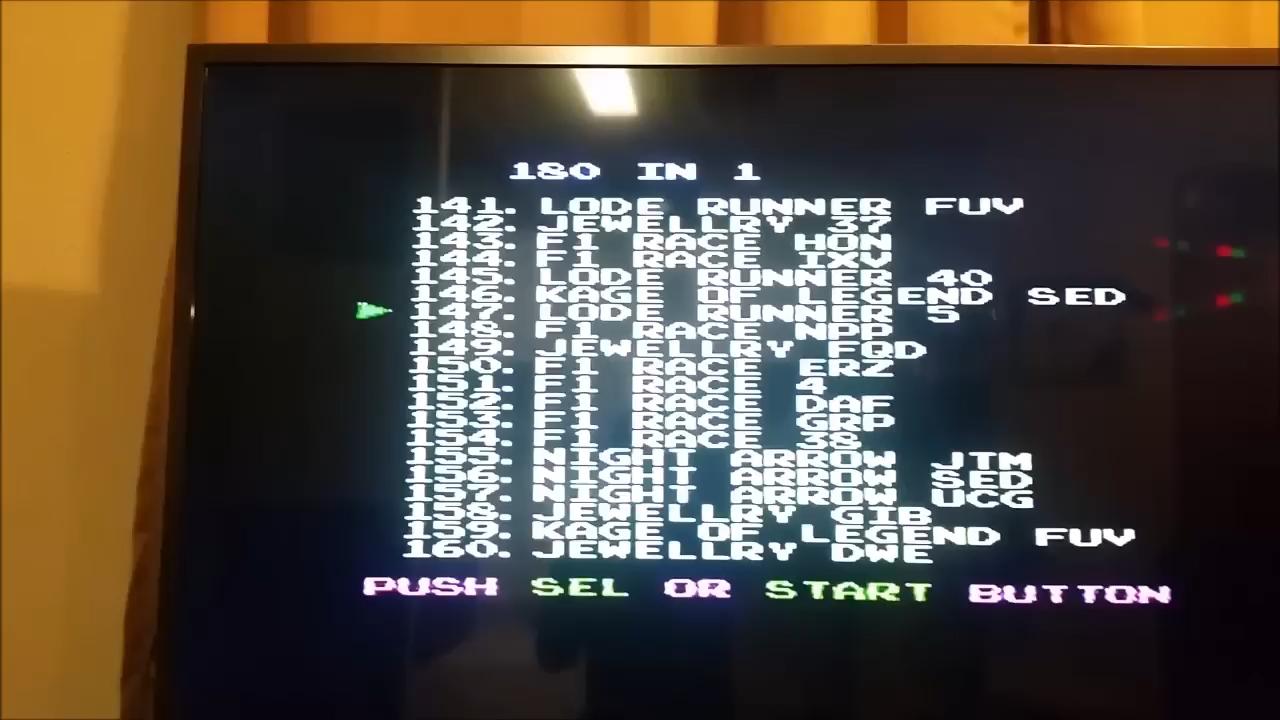 180 IN 1
141. LODE RUNNER FUV
142. JEWELLRY 37
143. F1 RACE HON
144. F1 RACE IXV
145. LODE RUNNER 40
146. KAGE OF LEGEND SED
147. LODE RUNNER 5
148. F1 RACE NPP
149. JEWELLRY FQD
150. F1 RACE ERZ
151. F1 RACE 4
152. F1 RACE DAF
153. F1 RACE GRP
154. F1 RACE 38
155. NIGHT ARROW JTM
156. NIGHT ARROW SED
157. NIGHT ARROW UCG
158. JEWELLRY GIB
159. KAGE OF LEGEND FUV
160. JEWELLRY DWE
PUSH SEL OR START BUTTON